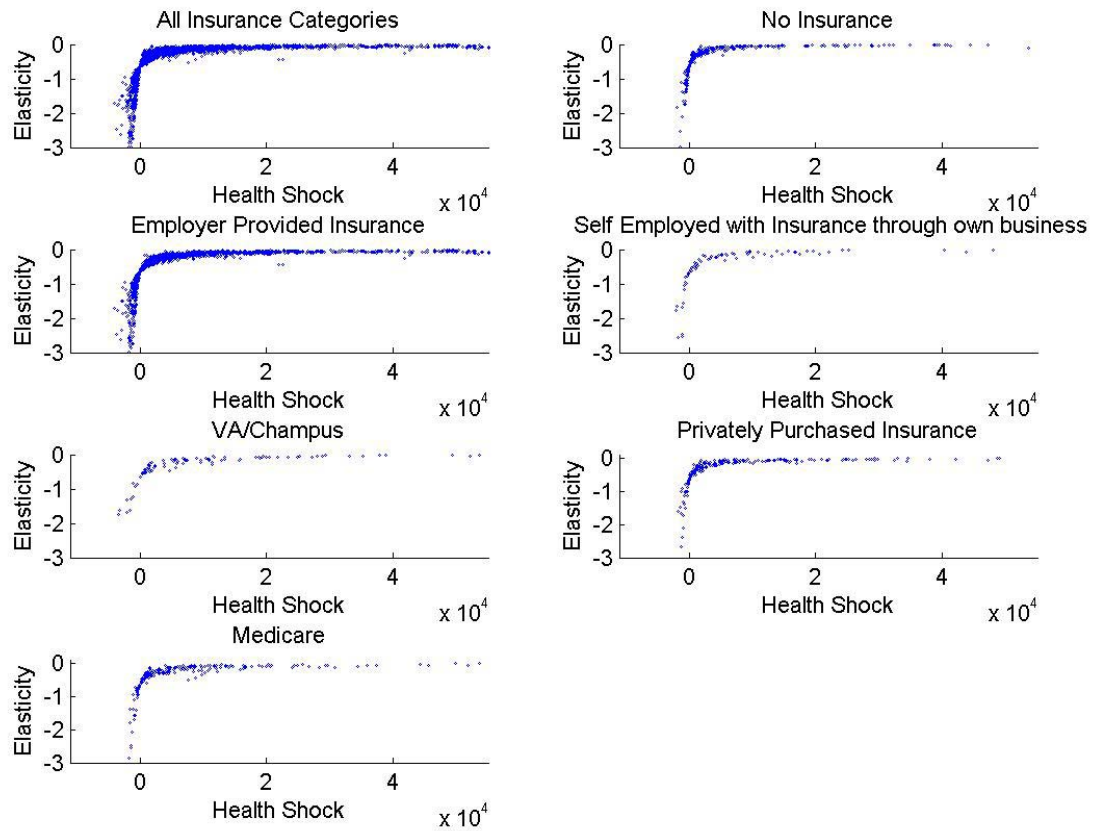 All Insurance Categories
0
-1
-2
-3
Elasticity
0
2
4
Health Shock
x 10^4
No Insurance
0
-1
-2
-3
Elasticity
0
2
4
Health Shock
x 10^4
Employer Provided Insurance
0
-1
-2
-3
Elasticity
0
2
4
Health Shock
x 10^4
Self Employed with Insurance through own business
0
-1
-2
-3
Elasticity
0
2
4
Health Shock
x 10^4
VA/Champus
0
-1
-2
-3
Elasticity
0
2
4
Health Shock
x 10^4
Privately Purchased Insurance
0
-1
-2
-3
Elasticity
0
2
4
Health Shock
x 10^4
Medicare
0
-1
-2
-3
Elasticity
0
2
4
Health Shock
x 10^4